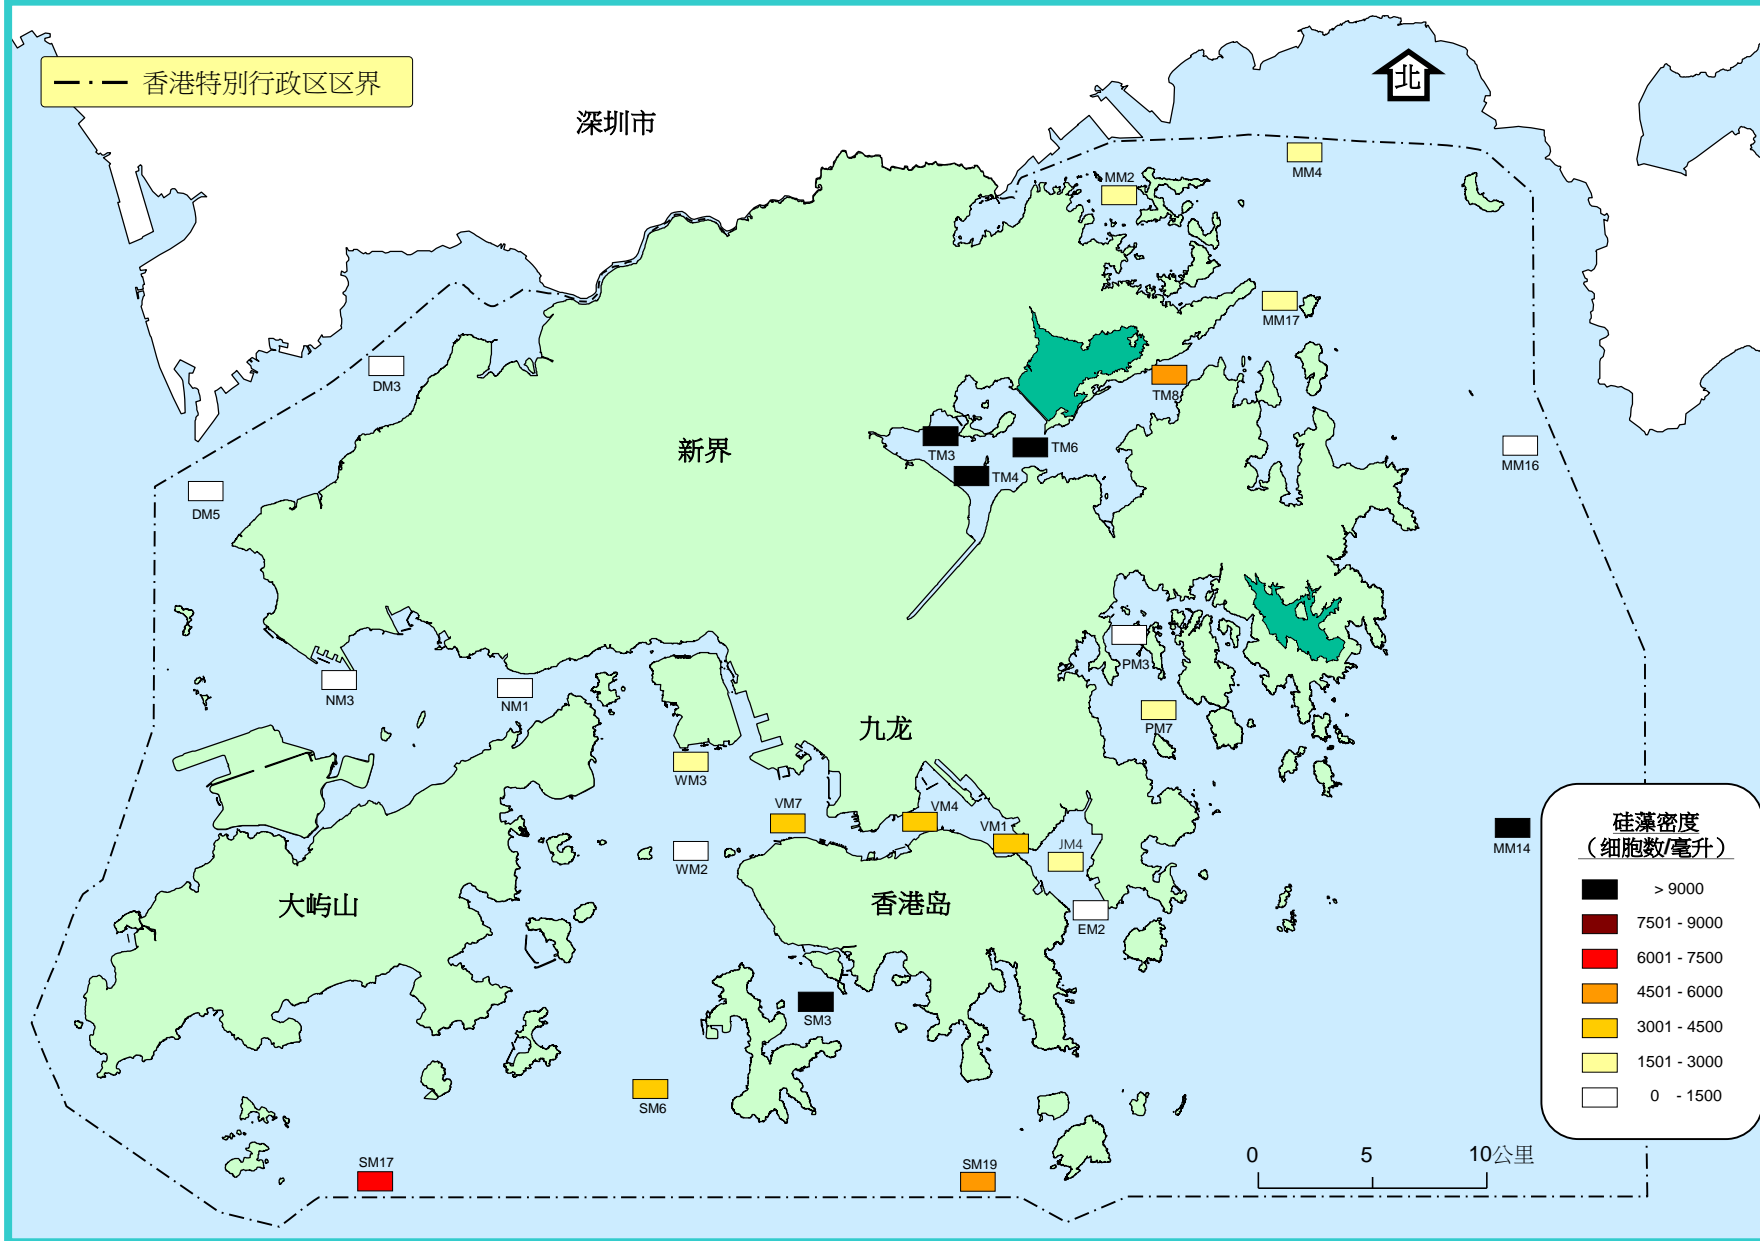 香港特別行政区区界
北
深圳市
MM2
MM4
MM17
DM3
TM8
新界
TM3
TM6
TM4
MM16
DM5
PM3
NM3
NM1
九龙
PM7
WM3
VM7
VM4
VM1
JM4
WM2
MM14
大屿山
香港岛
EM2
SM3
SM6
SM17
SM19
硅藻密度
（细胞数/毫升）
> 9000
7501 - 9000
6001 - 7500
4501 - 6000
3001 - 4500
1501 - 3000
0 - 1500
0 5 10公里